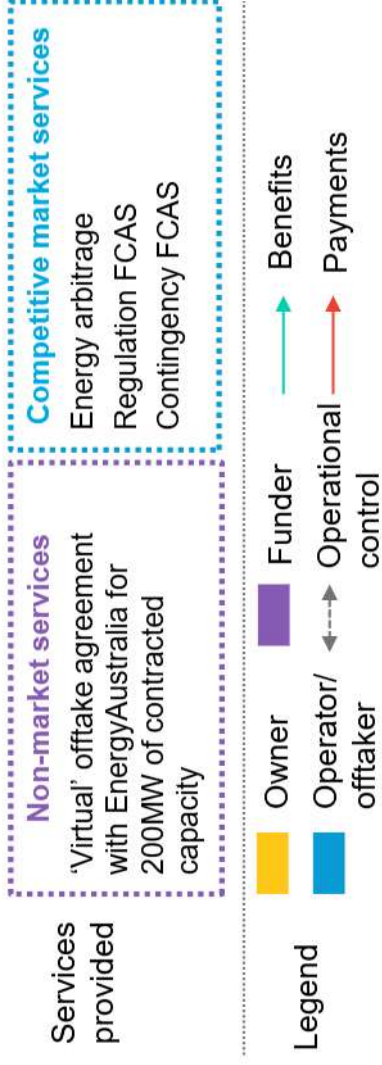 Services
provided
Non-market services
‘Virtual’ offtake agreement
with EnergyAustralia for
200MW of contracted
capacity
Competitive market services
Energy arbitrage
Regulation FCAS
Contingency FCAS
Legend
Owner
Funder
Benefits
Operator/
offtaker
Operational
control
Payments